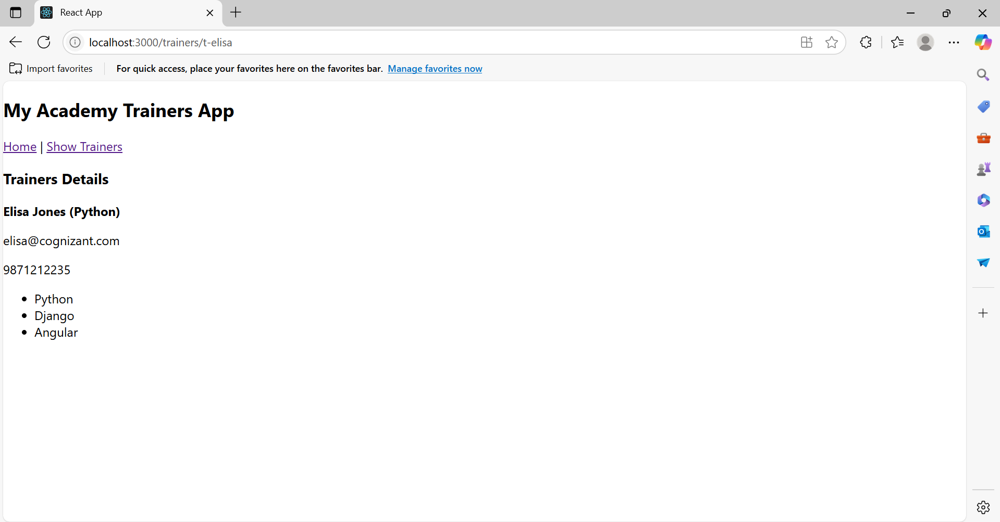 React App
localhost:3000/trainers/t-elisa
Import favorites
For quick access, place your favorites here on the favorites bar. Manage favorites now
My Academy Trainers App
Home | Show Trainers
Trainers Details
Elisa Jones (Python)
elisa@cognizant.com
9871212235
Python
Django
Angular